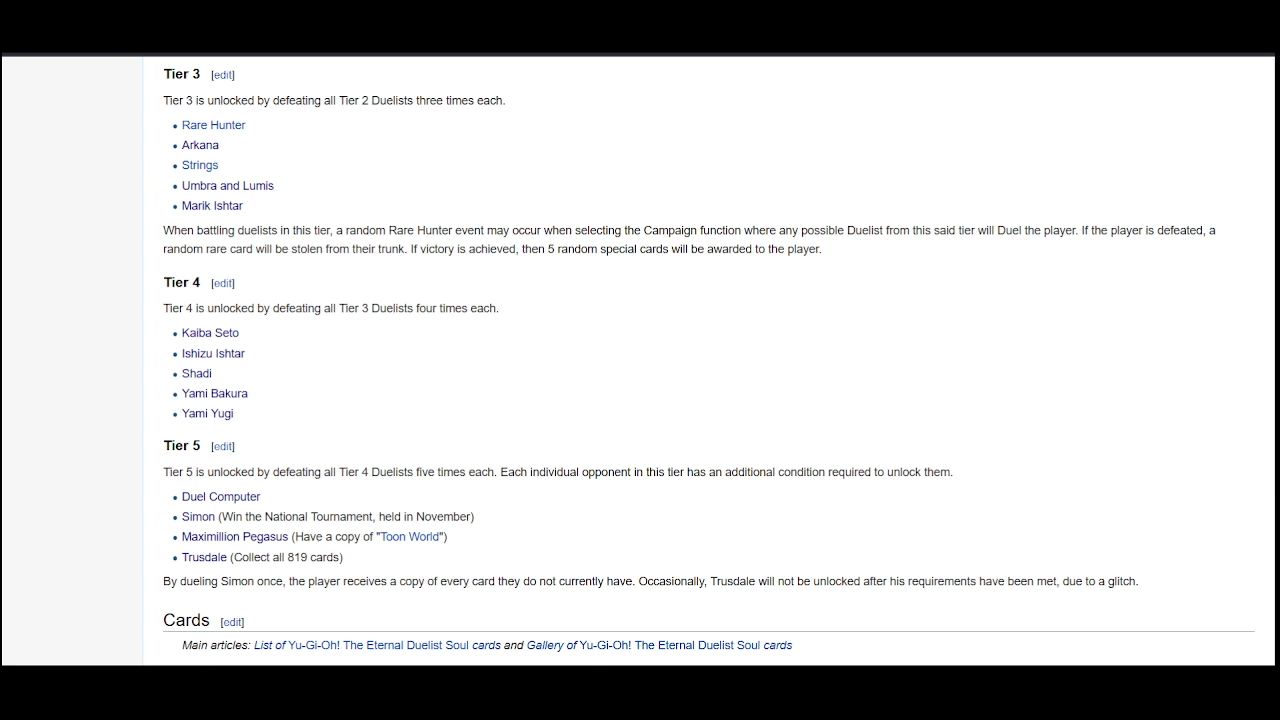 Tier 3 [edit]
Tier 3 is unlocked by defeating all Tier 2 Duelists three times each.
• Rare Hunter
• Arkana
• Strings
• Umbra and Lumis
• Marik Ishtar
When battling duelists in this tier, a random Rare Hunter event may occur when selecting the Campaign function where any possible Duelist from this said tier will Duel the player. If the player is defeated, a
random rare card will be stolen from their trunk. If victory is achieved, then 5 random special cards will be awarded to the player.
Tier 4 [edit]
Tier 4 is unlocked by defeating all Tier 3 Duelists four times each.
• Kaiba Seto
• Ishizu Ishtar
• Shadi
• Yami Bakura
• Yami Yugi
Tier 5 [edit]
Tier 5 is unlocked by defeating all Tier 4 Duelists five times each. Each individual opponent in this tier has an additional condition required to unlock them.
• Duel Computer
• Simon (Win the National Tournament, held in November)
• Maximillion Pegasus (Have a copy of "Toon World")
• Trusdale (Collect all 819 cards)
By dueling Simon once, the player receives a copy of every card they do not currently have. Occasionally, Trusdale will not be unlocked after his requirements have been met, due to a glitch.
Cards [edit]
Main articles: List of Yu-Gi-Oh! The Eternal Duelist Soul cards and Gallery of Yu-Gi-Oh! The Eternal Duelist Soul cards